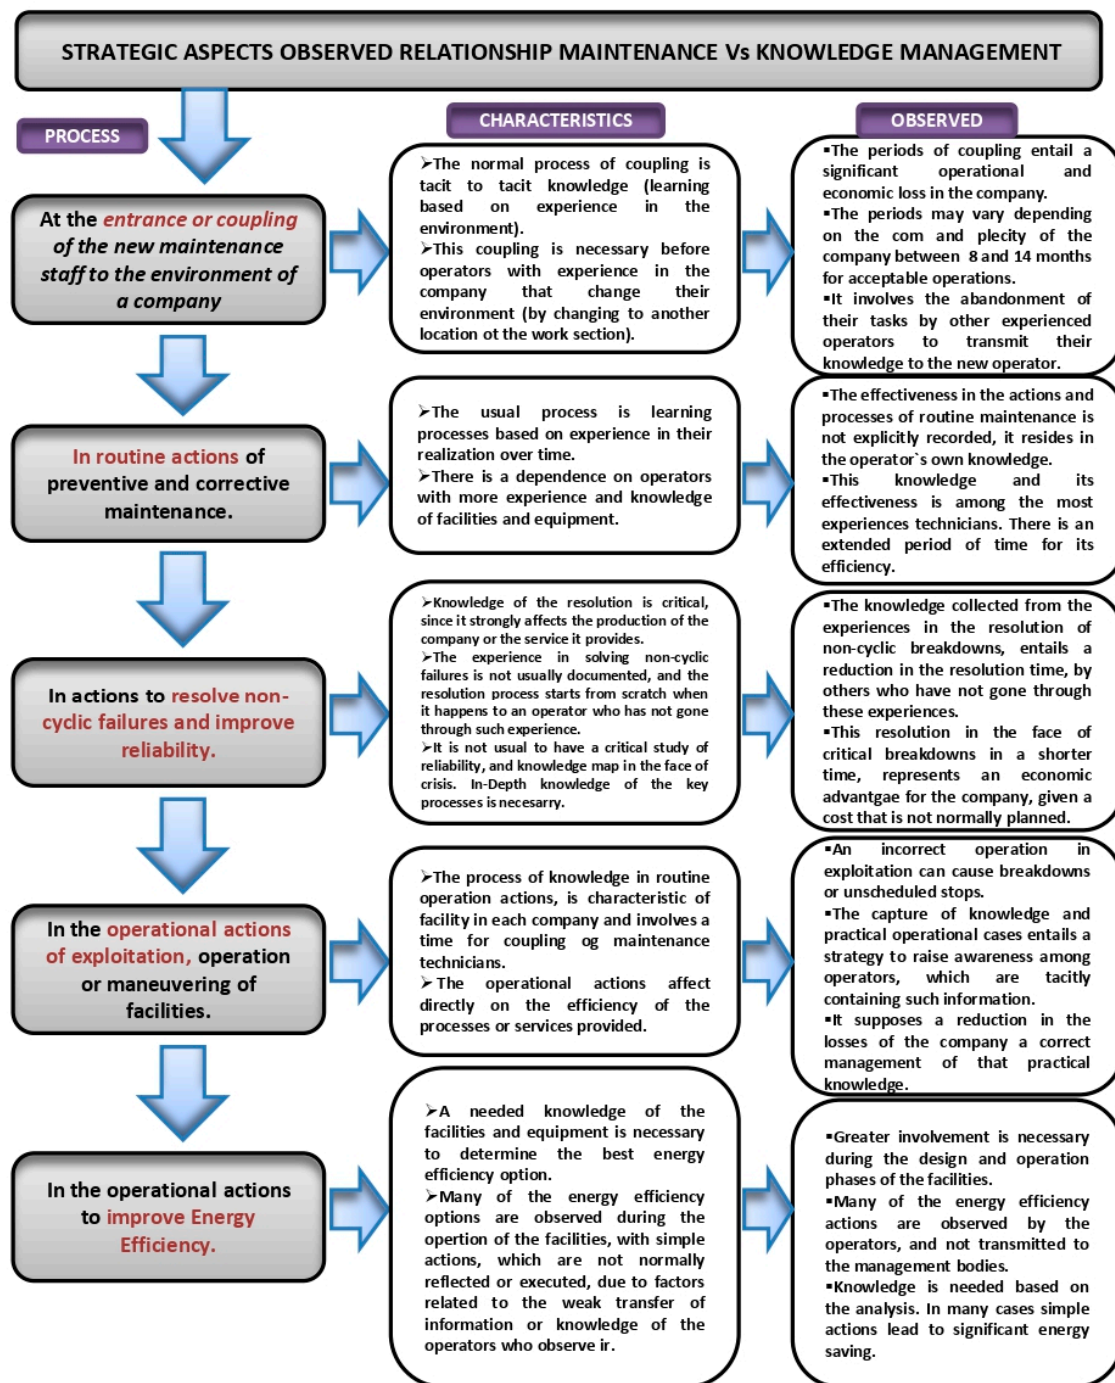 STRATEGIC ASPECTS OBSERVED RELATIONSHIP MAINTENANCE Vs KNOWLEDGE MANAGEMENT
PROCESS
CHARACTERISTICS
OBSERVED
At the entrance or coupling
of the new maintenance
staff to the environment of
a company
➢The normal process of coupling is
tacit to tacit knowledge (learning
based on experience in the
environment).
➢This coupling is necessary before
operators with experience in the
company that change their
environment (by changing to another
location ot the work section).
▪The periods of coupling entail a
significant operational and
economic loss in the company.
▪The periods may vary depending
on the com and plecity of the
company between 8 and 14 months
for acceptable operations.
▪It involves the abandonment of
their tasks by other experienced
operators to transmit their
knowledge to the new operator.
In routine actions of
preventive and corrective
maintenance.
➢The usual process is learning
processes based on experience in their
realization over time.
➢There is a dependence on operators
with more experience and knowledge
of facilities and equipment.
▪The effectiveness in the actions and
processes of routine maintenance is
not explicitly recorded, it resides in
the operator`s own knowledge.
▪This knowledge and its
effectiveness is among the most
experiences technicians. There is an
extended period of time for its
efficiency.
In actions to resolve non-
cyclic failures and improve
reliability.
➢Knowledge of the resolution is critical,
since it strongly affects the production of the
company or the service it provides.
➢The experience in solving non-cyclic
failures is not usually documented, and the
resolution process starts from scratch when
it happens to an operator who has not gone
through such experience.
➢It is not usual to have a critical study of
reliability, and knowledge map in the face of
crisis. In-Depth knowledge of the key
processes is necesarry.
▪The knowledge collected from the
experiences in the resolution of
non-cyclic breakdowns, entails a
reduction in the resolution time, by
others who have not gone through
these experiences.
▪This resolution in the face of
critical breakdowns in a shorter
time, represents an economic
advantgae for the company, given a
cost that is not normally planned.
In the operational actions
of exploitation, operation
or maneuvering of
facilities.
➢The process of knowledge in routine
operation actions, is characteristic of
facility in each company and involves a
time for coupling og maintenance
technicians.
➢ The operational actions affect
directly on the efficiency of the
processes or services provided.
▪An incorrect operation in
exploitation can cause breakdowns
or unscheduled stops.
▪The capture of knowledge and
practical operational cases entails a
strategy to raise awareness among
operators, which are tacitly
containing such information.
▪It supposes a reduction in the
losses of the company a correct
management of that practical
knowledge.
In the operational actions
to improve Energy
Efficiency.
➢A needed knowledge of the
facilities and equipment is necessary
to determine the best energy
efficiency option.
➢Many of the energy efficiency
options are observed during the
opertion of the facilities, with simple
actions, which are not normally
reflected or executed, due to factors
related to the weak transfer of
information or knowledge of the
operators who observe ir.
▪Greater involvement is necessary
during the design and operation
phases of the facilities.
▪Many of the energy efficiency
actions are observed by the
operators, and not transmitted to
the management bodies.
▪Knowledge is needed based on
the analysis. In many cases simple
actions lead to significant energy
saving.